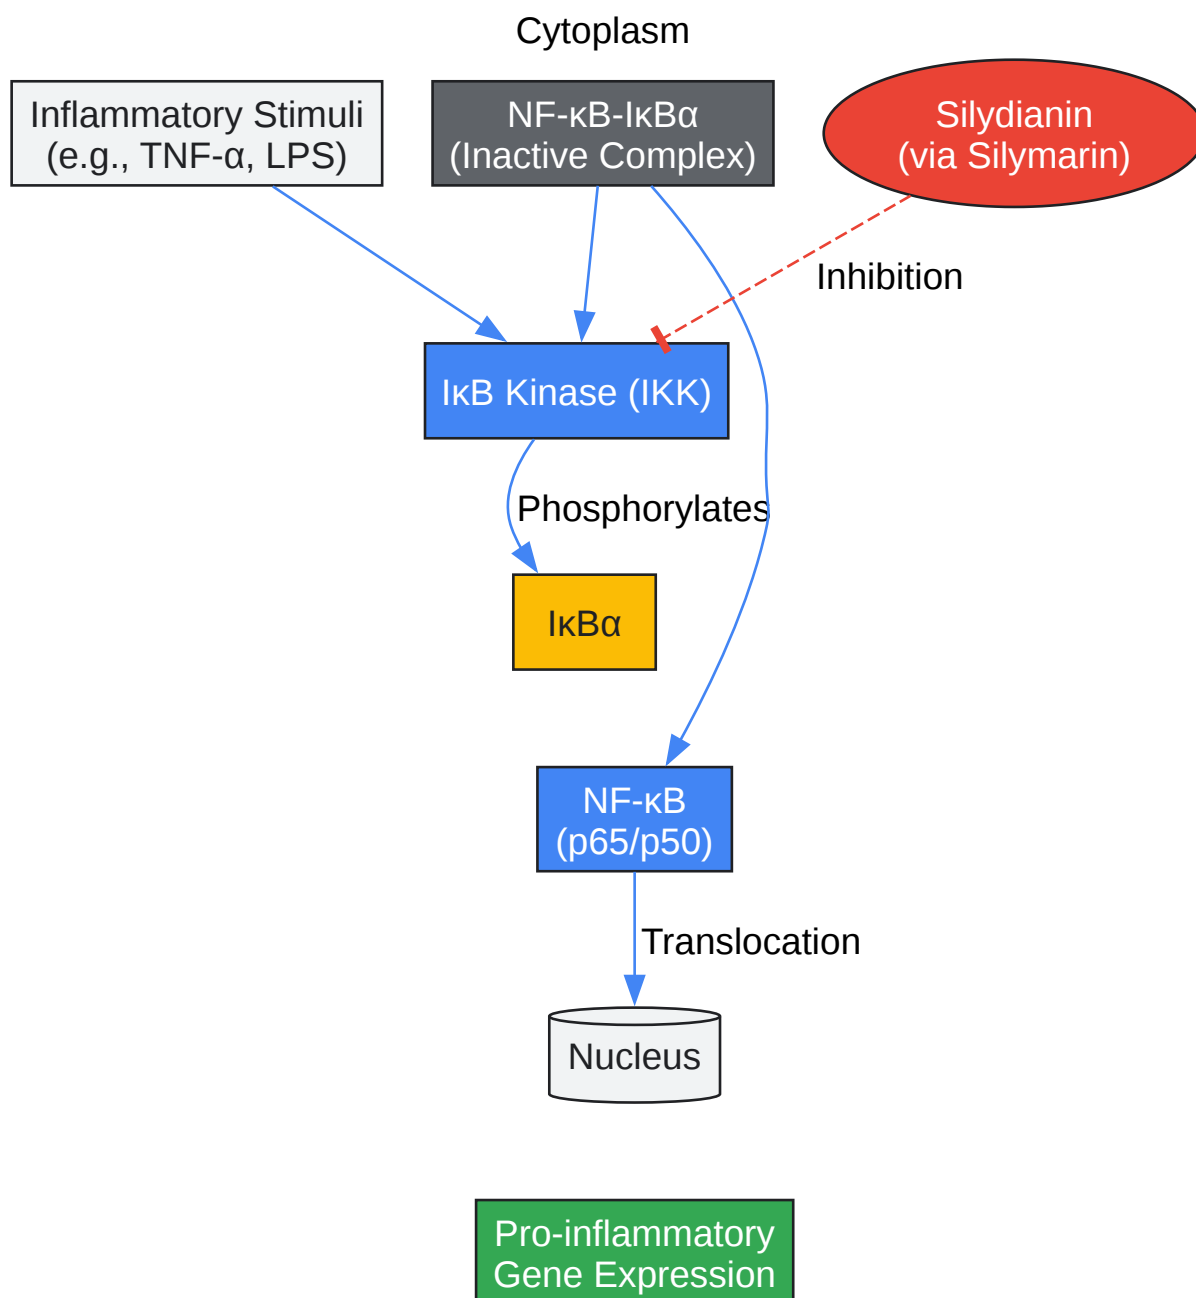 Cytoplasm
Inflammatory Stimuli
(e.g., TNF-α, LPS)
NF-κB-IκBα
(Inactive Complex)
Silydianin
(via Silymarin)
Inhibition
IκB Kinase (IKK)
Phosphorylates
IκBα
NF-κB
(p65/p50)
Translocation
Nucleus
Pro-inflammatory
Gene Expression